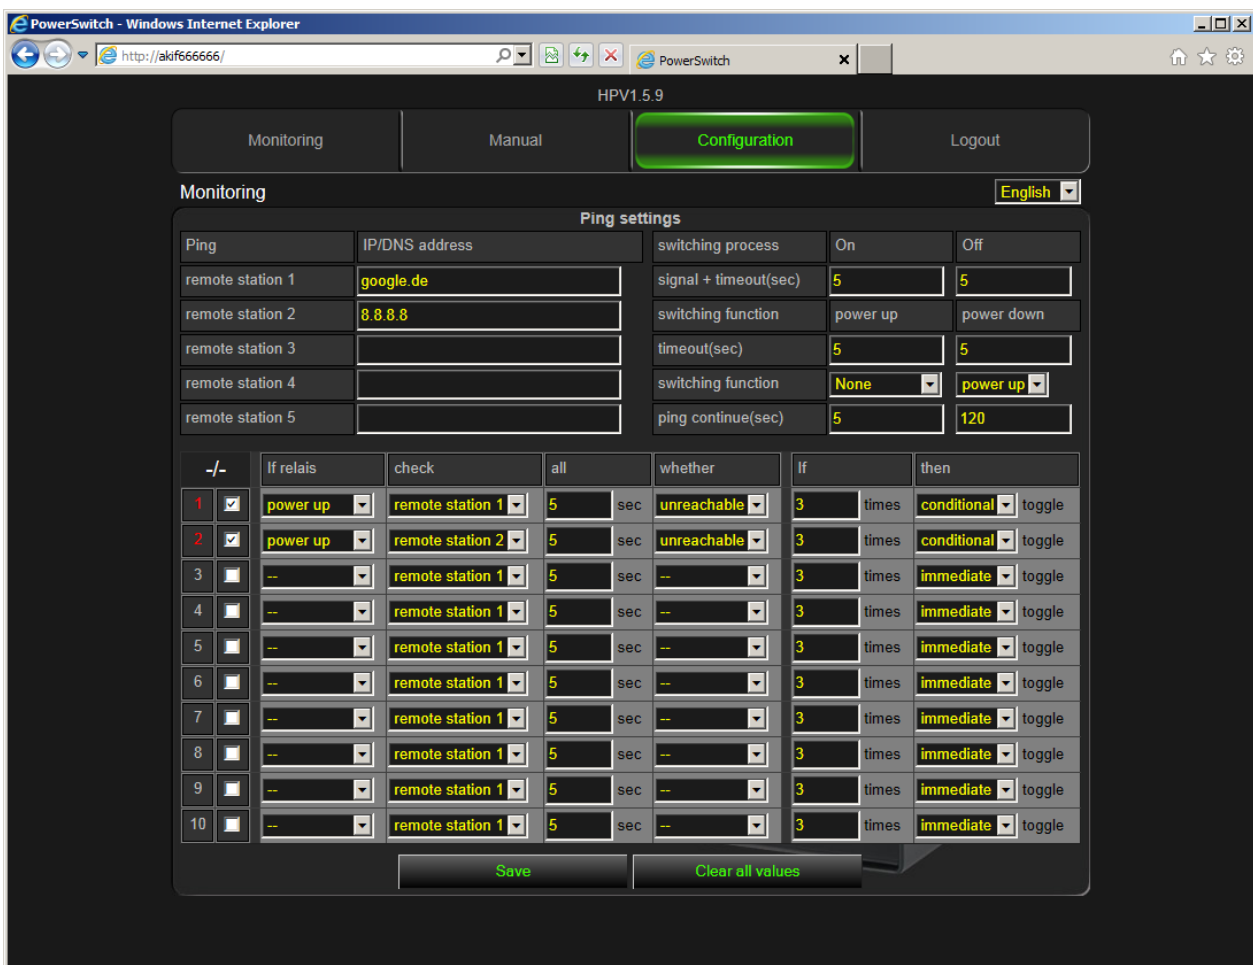 PowerSwitch - Windows Internet Explorer
http://akif666666/
PowerSwitch
HPV1.5.9
Monitoring Manual Configuration Logout
Monitoring English
Ping settings
Ping IP/DNS address switching process On Off
remote station 1 google.de signal + timeout(sec) 5 5
remote station 2 8.8.8.8 switching function power up power down
remote station 3 timeout(sec) 5 5
remote station 4 switching function None power up
remote station 5 ping continue(sec) 5 120
-/- If relais check all whether If then
1 power up remote station 1 5 sec unreachable 3 times conditional toggle
2 power up remote station 2 5 sec unreachable 3 times conditional toggle
3 -- remote station 1 5 sec -- 3 times immediate toggle
4 -- remote station 1 5 sec -- 3 times immediate toggle
5 -- remote station 1 5 sec -- 3 times immediate toggle
6 -- remote station 1 5 sec -- 3 times immediate toggle
7 -- remote station 1 5 sec -- 3 times immediate toggle
8 -- remote station 1 5 sec -- 3 times immediate toggle
9 -- remote station 1 5 sec -- 3 times immediate toggle
10 -- remote station 1 5 sec -- 3 times immediate toggle
Save Clear all values